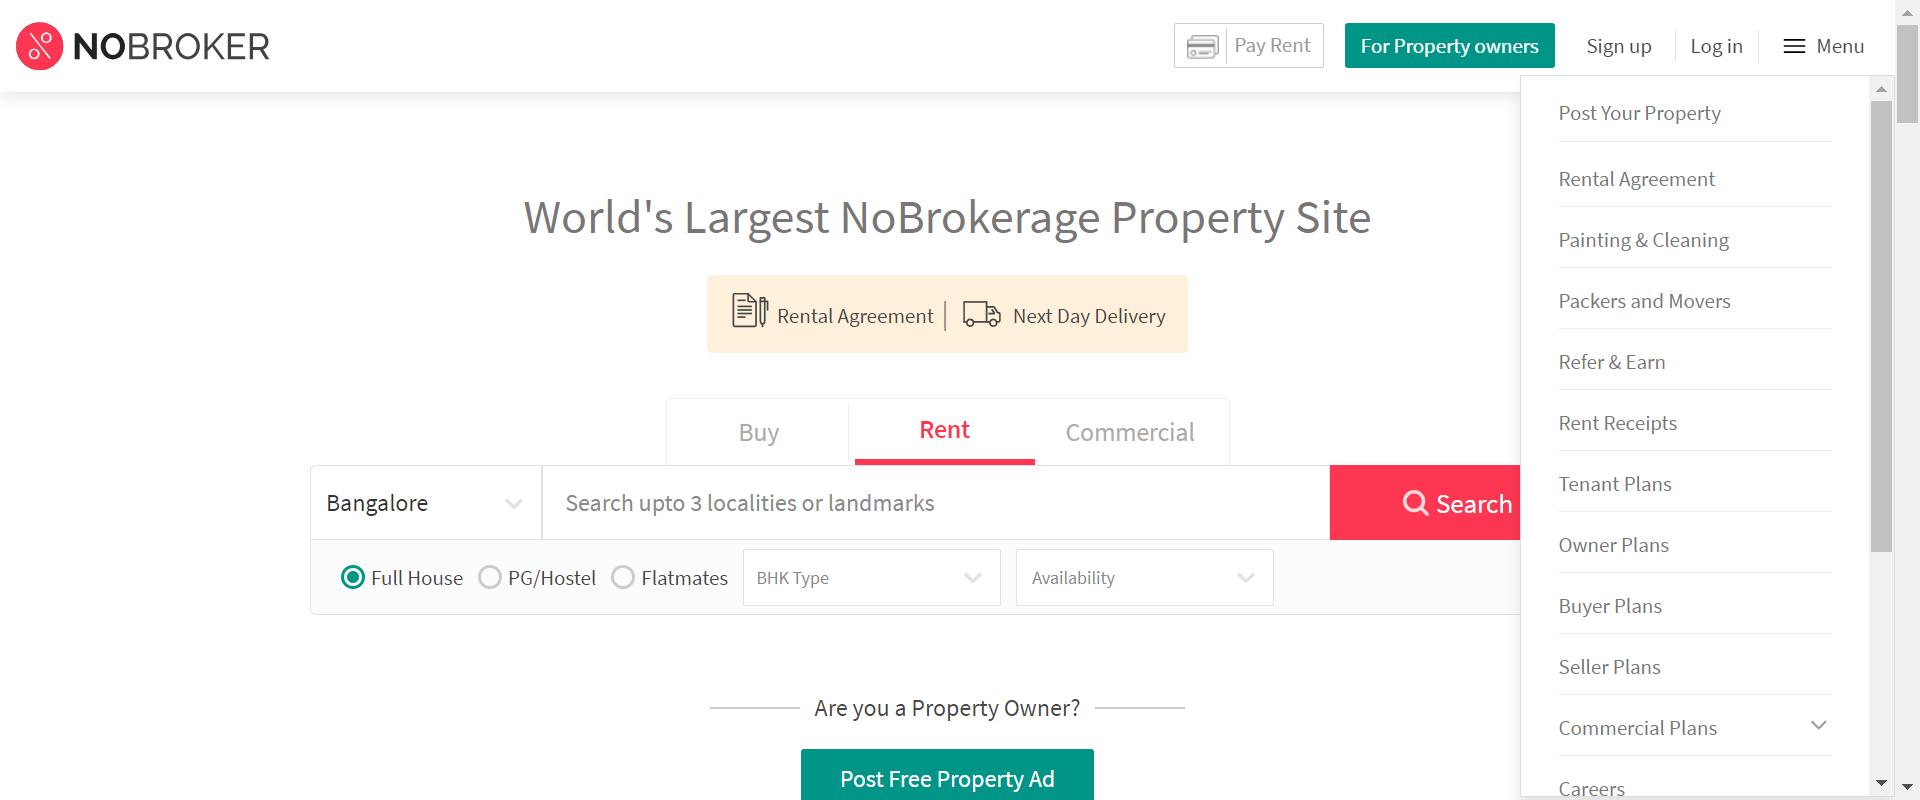 NOBROKER
Pay Rent
For Property owners
Sign up
Log in
Menu
Post Your Property
Rental Agreement
Painting & Cleaning
Packers and Movers
Refer & Earn
Rent Receipts
Tenant Plans
Owner Plans
Buyer Plans
Seller Plans
Commercial Plans
Careers
World's Largest NoBrokerage Property Site
Rental Agreement
Next Day Delivery
Buy
Rent
Commercial
Bangalore
Search upto 3 localities or landmarks
Search
Full House
PG/Hostel
Flatmates
BHK Type
Availability
Are you a Property Owner?
Post Free Property Ad